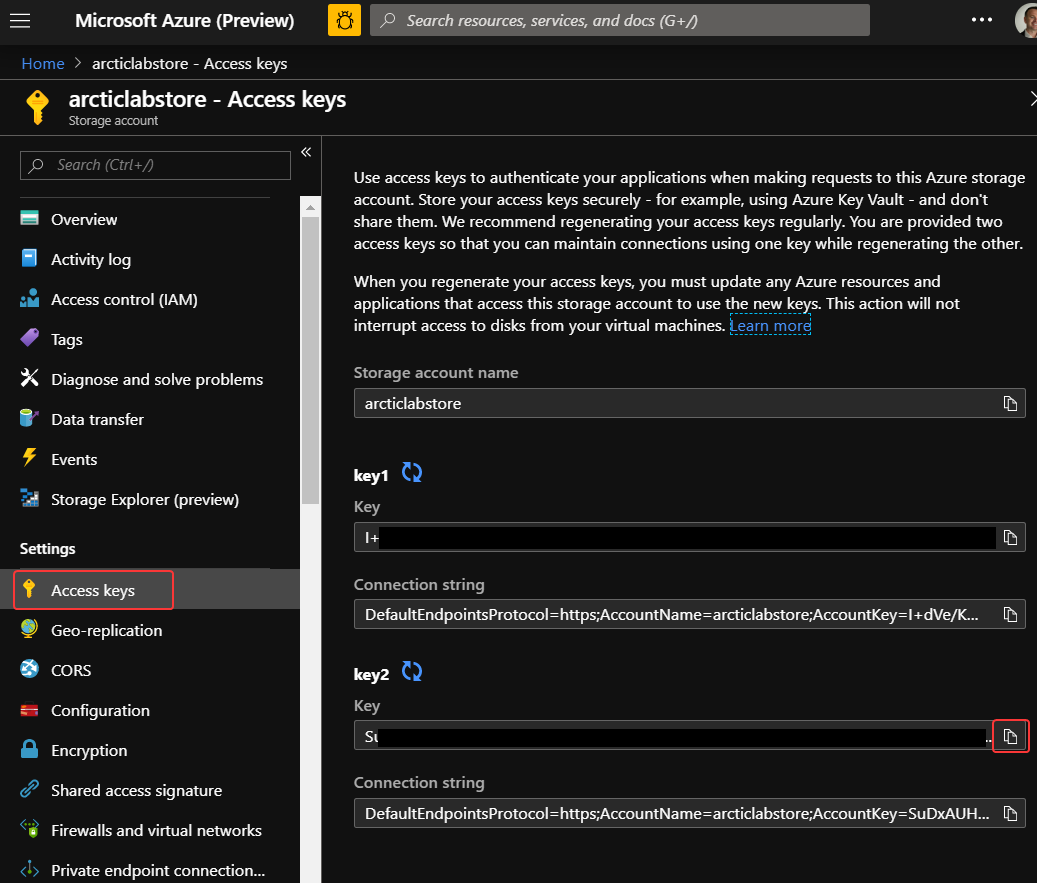 Microsoft Azure (Preview)
Search resources, services, and docs (G+/)
Home > arcticlabstore - Access keys
arcticlabstore - Access keys
Storage account
Search (Ctrl+/)
Overview
Activity log
Access control (IAM)
Tags
Diagnose and solve problems
Data transfer
Events
Storage Explorer (preview)
Settings
Access keys
Geo-replication
CORS
Configuration
Encryption
Shared access signature
Firewalls and virtual networks
Private endpoint connection...
Use access keys to authenticate your applications when making requests to this Azure storage
account. Store your access keys securely - for example, using Azure Key Vault - and don't
share them. We recommend regenerating your access keys regularly. You are provided two
access keys so that you can maintain connections using one key while regenerating the other.
When you regenerate your access keys, you must update any Azure resources and
applications that access this storage account to use the new keys. This action will not
interrupt access to disks from your virtual machines. Learn more
Storage account name
arcticlabstore
key1
Key
I+
Connection string
DefaultEndpointsProtocol=https;AccountName=arcticlabstore;AccountKey=I+dVe/K...
key2
Key
Su
Connection string
DefaultEndpointsProtocol=https;AccountName=arcticlabstore;AccountKey=SuDxAUH...